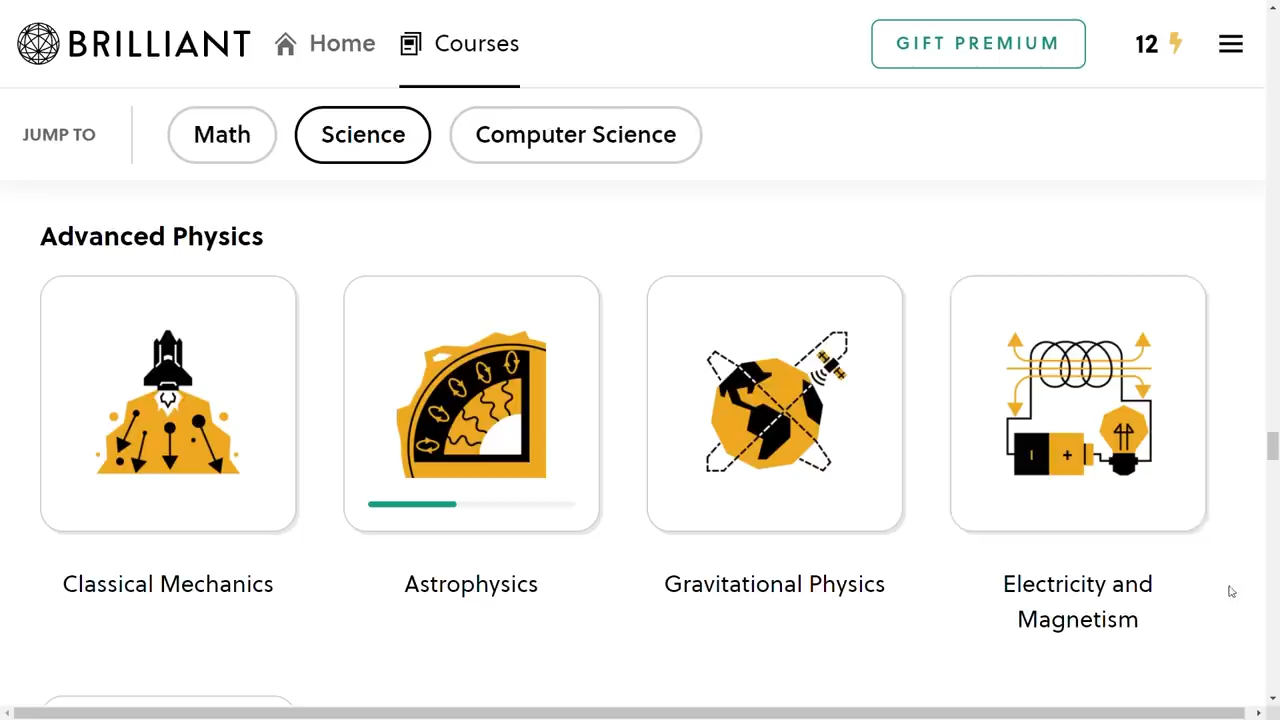 BRILLIANT Home Courses GIFT PREMIUM 12
JUMP TO Math Science Computer Science
Advanced Physics
Classical Mechanics Astrophysics Gravitational Physics Electricity and
Magnetism